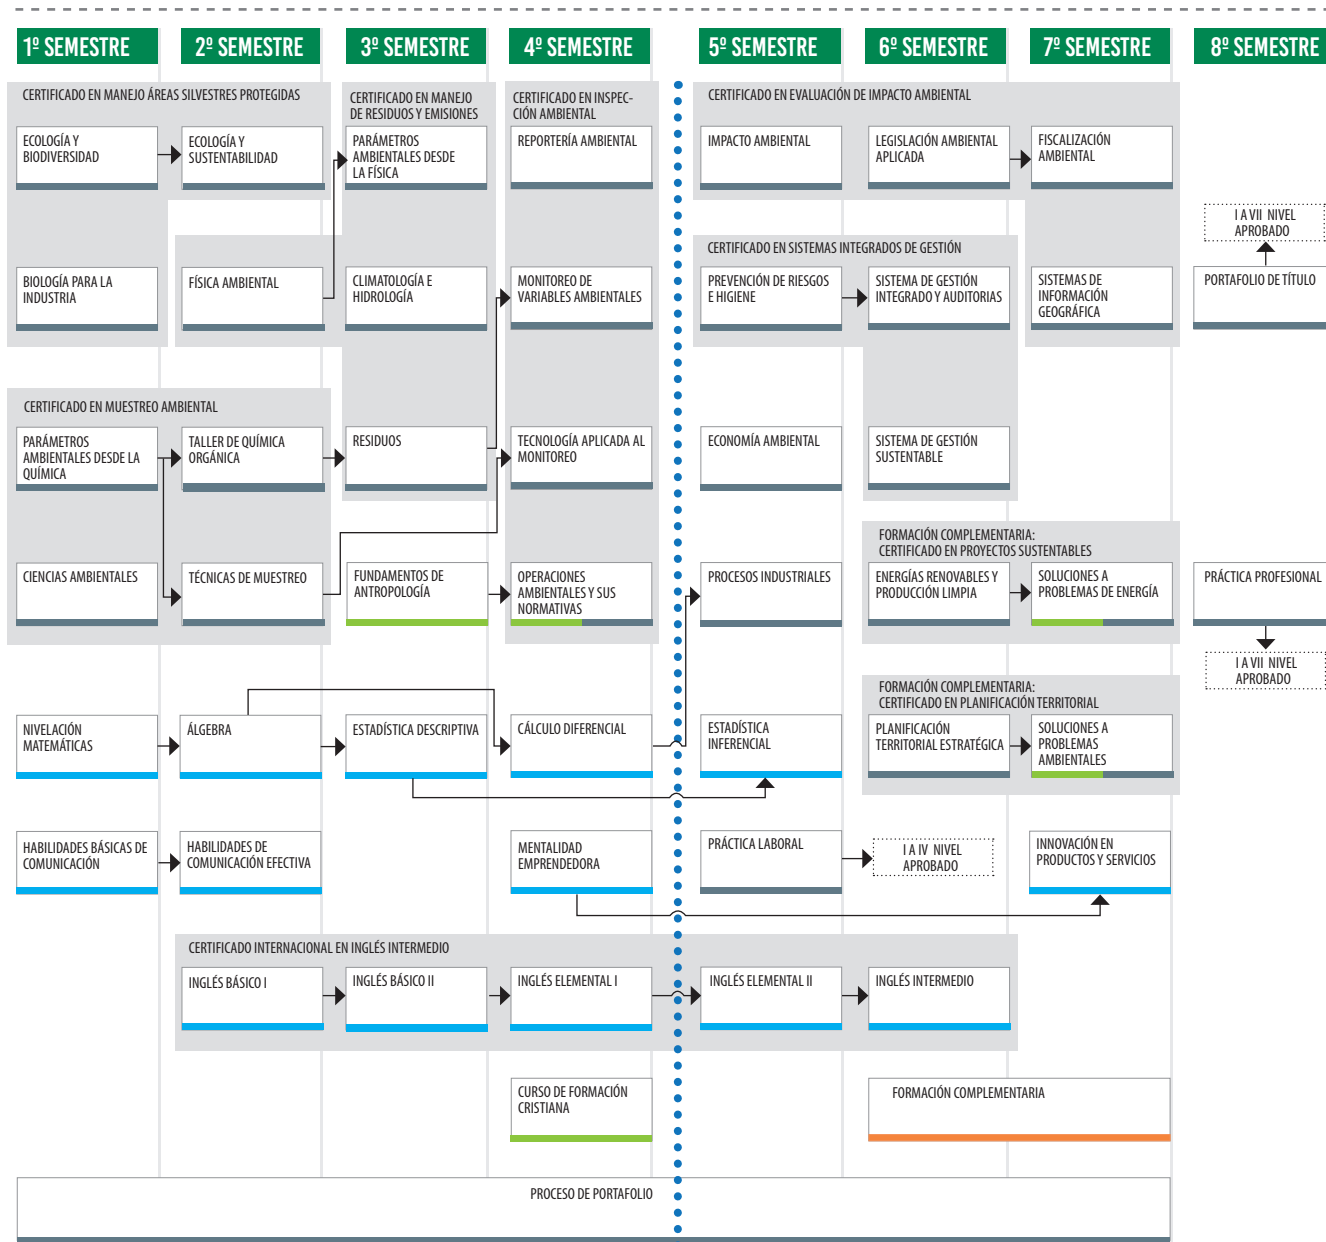 1º SEMESTRE
2º SEMESTRE
3º SEMESTRE
4º SEMESTRE
5º SEMESTRE
6º SEMESTRE
7º SEMESTRE
8º SEMESTRE
CERTIFICADO EN MANEJO ÁREAS SILVESTRES PROTEGIDAS
CERTIFICADO EN MANEJO
DE RESIDUOS Y EMISIONES
CERTIFICADO EN INSPEC-
CIÓN AMBIENTAL
CERTIFICADO EN EVALUACIÓN DE IMPACTO AMBIENTAL
ECOLOGÍA Y
BIODIVERSIDAD
ECOLOGÍA Y
SUSTENTABILIDAD
PARÁMETROS
AMBIENTALES DESDE
LA FÍSICA
REPORTERÍA AMBIENTAL
IMPACTO AMBIENTAL
LEGISLACIÓN AMBIENTAL
APLICADA
FISCALIZACIÓN
AMBIENTAL
I A VII NIVEL
APROBADO
CERTIFICADO EN SISTEMAS INTEGRADOS DE GESTIÓN
BIOLOGÍA PARA LA
INDUSTRIA
FÍSICA AMBIENTAL
CLIMATOLOGÍA E
HIDROLOGÍA
MONITOREO DE
VARIABLES AMBIENTALES
PREVENCIÓN DE RIESGOS
E HIGIENE
SISTEMA DE GESTIÓN
INTEGRADO Y AUDITORIAS
SISTEMAS DE
INFORMACIÓN
GEOGRÁFICA
PORTAFOLIO DE TÍTULO
CERTIFICADO EN MUESTREO AMBIENTAL
PARÁMETROS
AMBIENTALES DESDE LA
QUÍMICA
TALLER DE QUÍMICA
ORGÁNICA
RESIDUOS
TECNOLOGÍA APLICADA AL
MONITOREO
ECONOMÍA AMBIENTAL
SISTEMA DE GESTIÓN
SUSTENTABLE
FORMACIÓN COMPLEMENTARIA:
CERTIFICADO EN PROYECTOS SUSTENTABLES
CIENCIAS AMBIENTALES
TÉCNICAS DE MUESTREO
FUNDAMENTOS DE
ANTROPOLOGÍA
OPERACIONES
AMBIENTALES Y SUS
NORMATIVAS
PROCESOS INDUSTRIALES
ENERGÍAS RENOVABLES Y
PRODUCCIÓN LIMPIA
SOLUCIONES A
PROBLEMAS DE ENERGÍA
PRÁCTICA PROFESIONAL
I A VII NIVEL
APROBADO
FORMACIÓN COMPLEMENTARIA:
CERTIFICADO EN PLANIFICACIÓN TERRITORIAL
NIVELACIÓN
MATEMÁTICAS
ÁLGEBRA
ESTADÍSTICA DESCRIPTIVA
CÁLCULO DIFERENCIAL
ESTADÍSTICA
INFERENCIAL
PLANIFICACIÓN
TERRITORIAL ESTRATÉGICA
SOLUCIONES A
PROBLEMAS
AMBIENTALES
HABILIDADES BÁSICAS DE
COMUNICACIÓN
HABILIDADES DE
COMUNICACIÓN EFECTIVA
MENTALIDAD
EMPRENDEDORA
PRÁCTICA LABORAL
I A IV NIVEL
APROBADO
INNOVACIÓN EN
PRODUCTOS Y SERVICIOS
CERTIFICADO INTERNACIONAL EN INGLÉS INTERMEDIO
INGLÉS BÁSICO I
INGLÉS BÁSICO II
INGLÉS ELEMENTAL I
INGLÉS ELEMENTAL II
INGLÉS INTERMEDIO
CURSO DE FORMACIÓN
CRISTIANA
FORMACIÓN COMPLEMENTARIA
PROCESO DE PORTAFOLIO